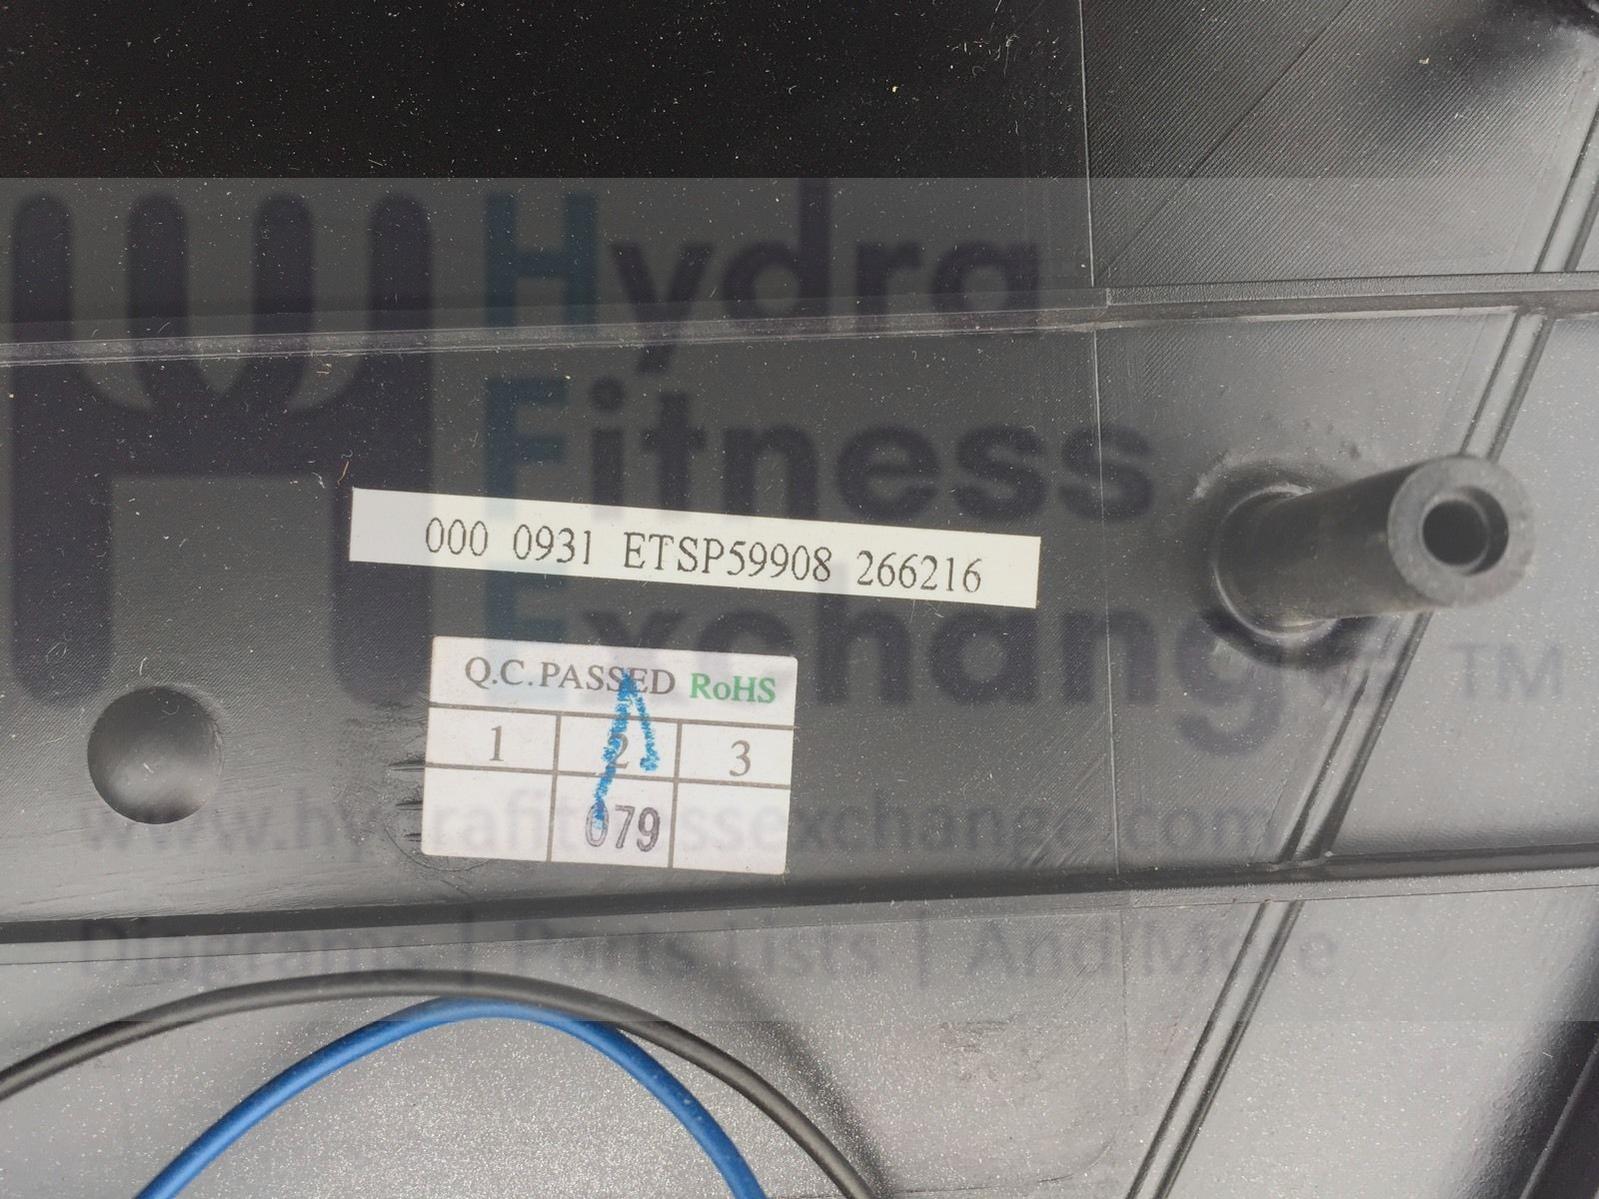 Hydra
Fitness
000 0931 ETSP59908 266216
Exchange TM
Q.C.PASSED RoHS
1 2 3
079
www.hydrafitnessexchange.com
Diagrams | Parts Lists | And More